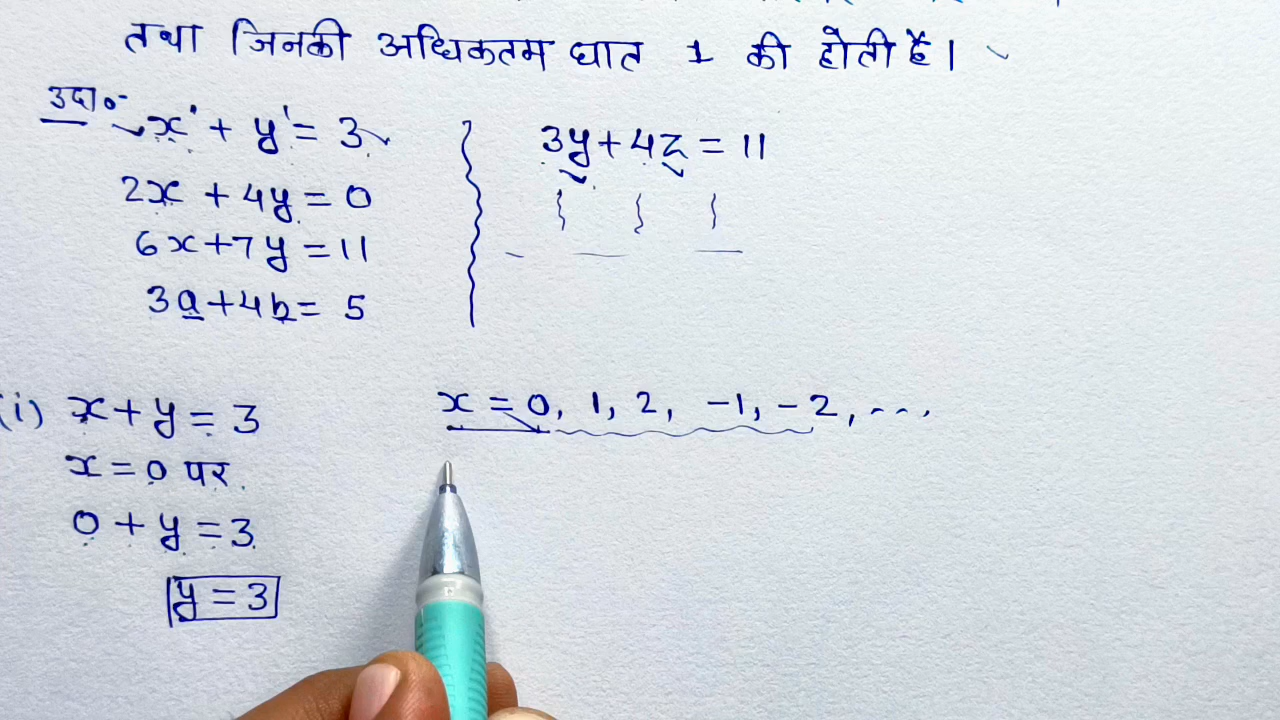 तथा जिनकी अधिकतम घात 1 की होती है।
उदा०- x¹ + y¹ = 3
2x + 4y = 0
6x + 7y = 11
3a + 4b = 5
3y + 4z = 11
(i) x + y = 3
x = 0 पर
0 + y = 3
y = 3
x = 0, 1, 2, -1, -2, ...